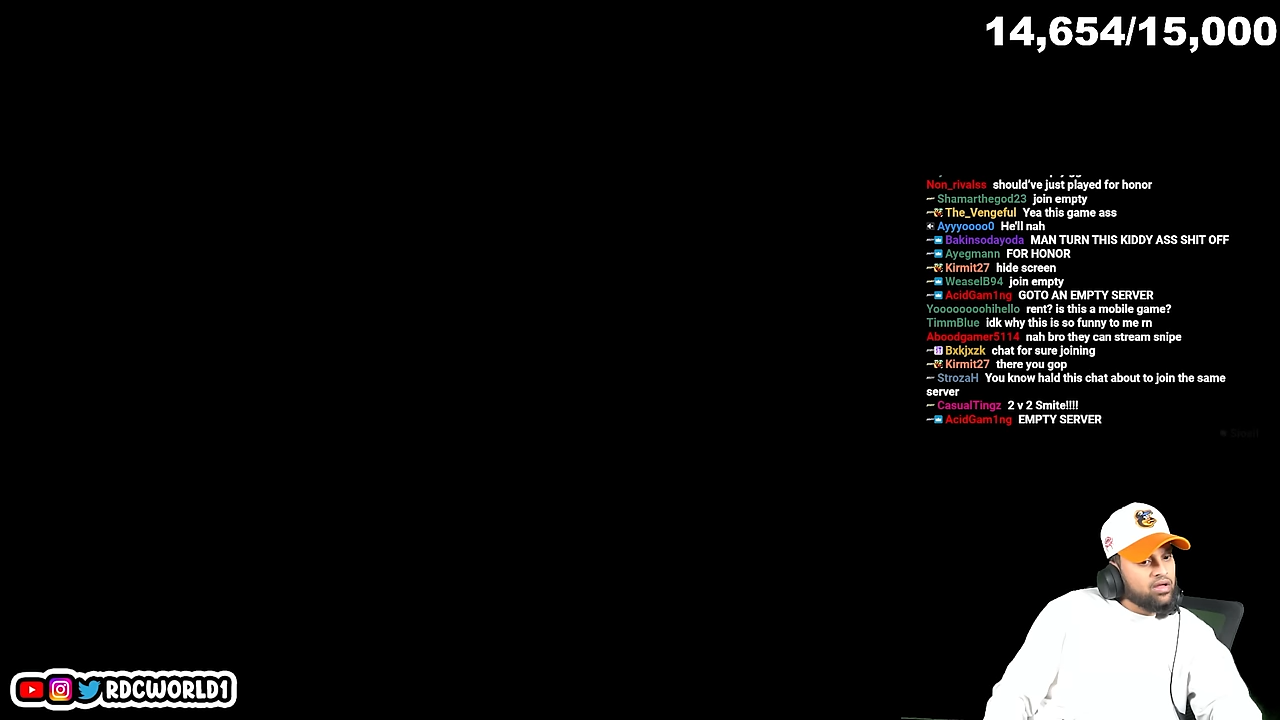 14,654/15,000
Non_rivalss should've just played for honor
Shamarthegod23 join empty
The_Vengeful Yea this game ass
Ayyyoooo0 He'll nah
Bakinsodayoda MAN TURN THIS KIDDY ASS SHIT OFF
Ayegmann FOR HONOR
Kirmit27 hide screen
WeaselB94 join empty
AcidGam1ng GOTO AN EMPTY SERVER
Yoooooooohihello rent? is this a mobile game?
TimmBlue idk why this is so funny to me rn
Aboodgamer5114 nah bro they can stream snipe
Bxkjxzk chat for sure joining
Kirmit27 there you gop
StrozaH You know hald this chat about to join the same
server
CasualTingz 2 v 2 Smite!!!!
AcidGam1ng EMPTY SERVER
RDCWORLD1